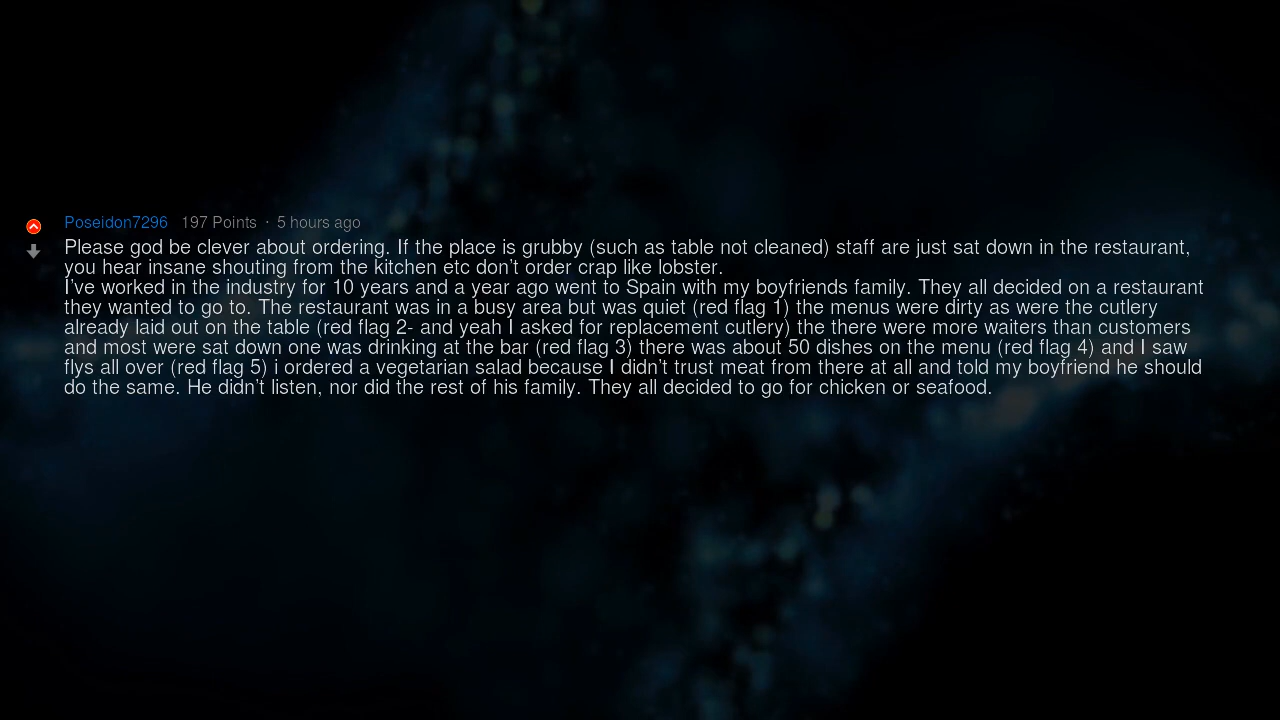 Poseidon7296 197 Points · 5 hours ago
Please god be clever about ordering. If the place is grubby (such as table not cleaned) staff are just sat down in the restaurant,
you hear insane shouting from the kitchen etc don't order crap like lobster.
I've worked in the industry for 10 years and a year ago went to Spain with my boyfriends family. They all decided on a restaurant
they wanted to go to. The restaurant was in a busy area but was quiet (red flag 1) the menus were dirty as were the cutlery
already laid out on the table (red flag 2- and yeah I asked for replacement cutlery) the there were more waiters than customers
and most were sat down one was drinking at the bar (red flag 3) there was about 50 dishes on the menu (red flag 4) and I saw
flys all over (red flag 5) i ordered a vegetarian salad because I didn't trust meat from there at all and told my boyfriend he should
do the same. He didn't listen, nor did the rest of his family. They all decided to go for chicken or seafood.